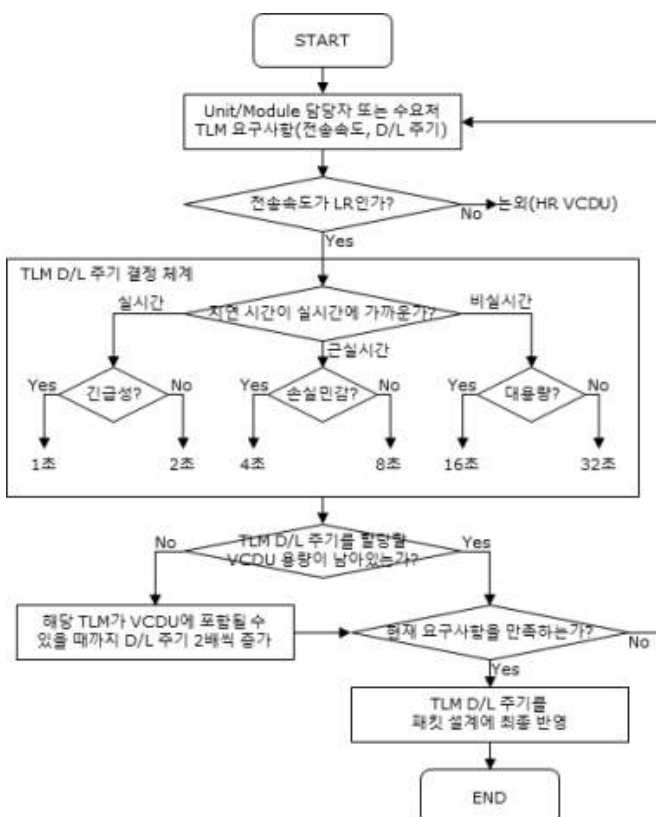 START
Unit/Module 담당자 또는 수요처
TLM 요구사항(전송속도, D/L 주기)
전송속도가 LR인가?
No
논외(HR VCDU)
Yes
TLM D/L 주기 결정 체계
실시간
지연 시간이 실시간에 가까운가?
비실시간
근실시간
Yes
긴급성?
No
Yes
손실민감?
No
Yes
대용량?
No
1초
2초
4초
8초
16초
32초
No
TLM D/L 주기를 할당할
VCDU 용량이 남아있는가?
Yes
해당 TLM가 VCDU에 포함될 수
있을 때까지 D/L 주기 2배씩 증가
현재 요구사항을 만족하는가?
No
Yes
TLM D/L 주기를
패킷 설계에 최종 반영
END